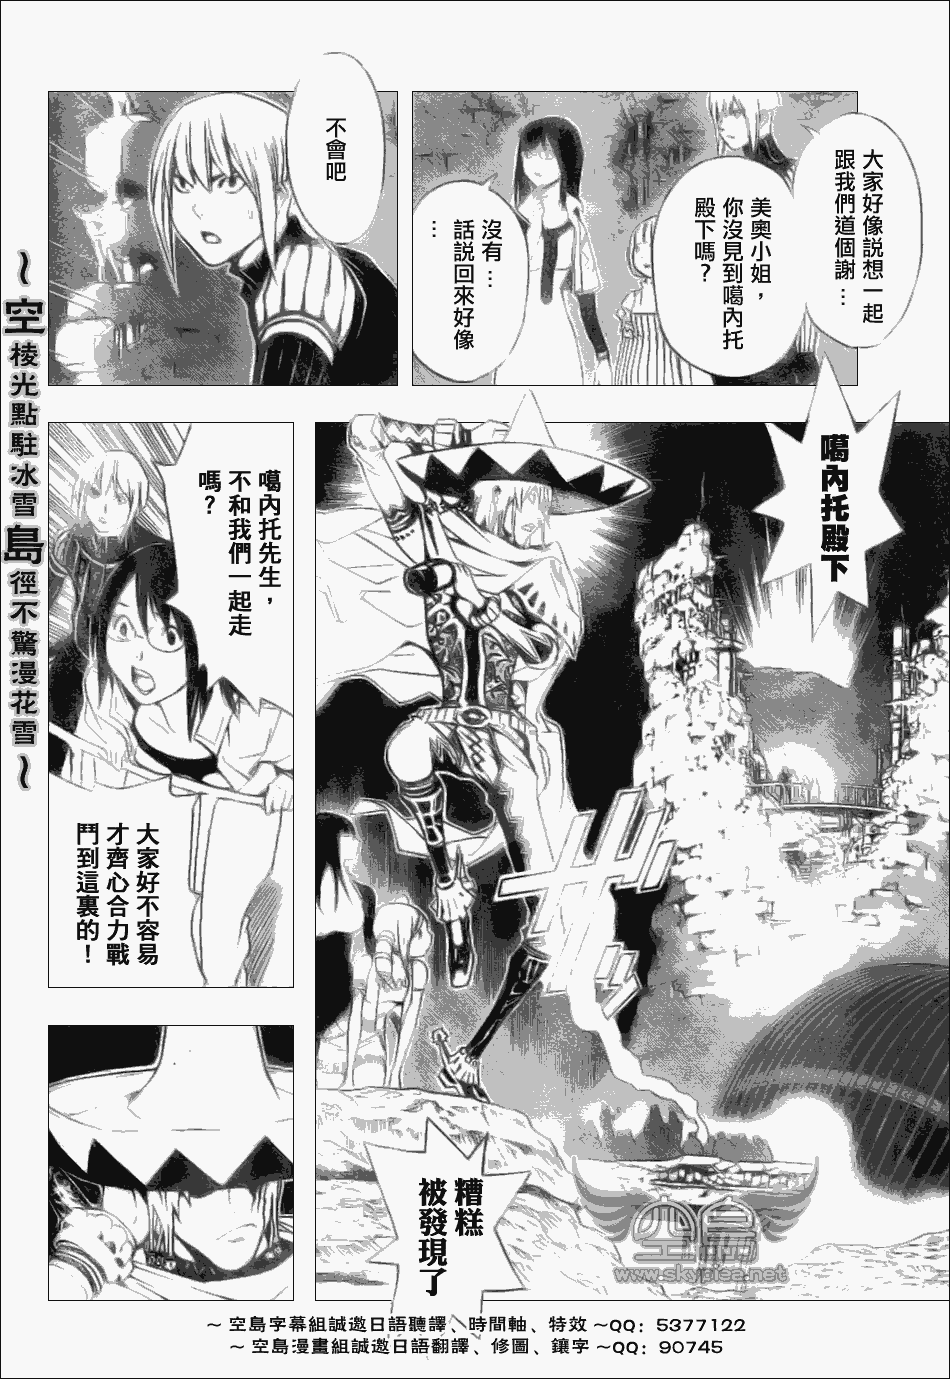 大家好像説想一起
跟我們道個謝…
美奧小姐，
你沒見到噶內托
殿下嗎？
沒有…
話説回來好像
…
不會吧
噶內托殿下
糟糕
被發現了
噶內托先生，
不和我們一起走
嗎？
大家好不容易
才齊心合力戰
鬥到這裏的！
～空棱光點駐冰雪島徑不驚漫花雪～
空島
www.skypiea.net
～空島字幕組誠邀日語聽譯、時間軸、特效～QQ：5377122
～空島漫畫組誠邀日語翻譯、修圖、鑲字～QQ：90745